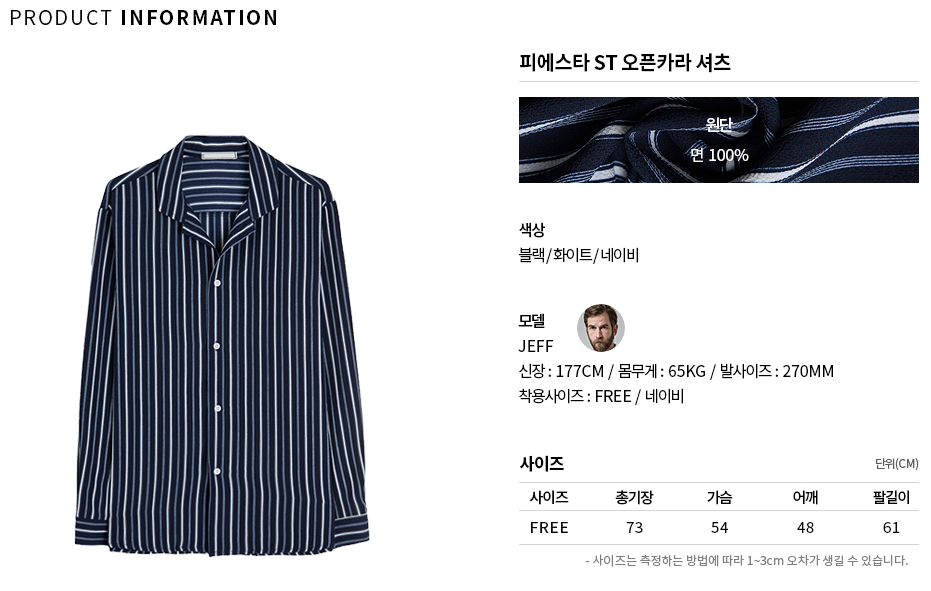 PRODUCT INFORMATION
피에스타 ST 오픈카라 셔츠
원단
면 100%
색상
블랙/화이트/네이비
모델
JEFF
신장 : 177CM / 몸무게 : 65KG / 발사이즈 : 270MM
착용사이즈 : FREE / 네이비
사이즈 단위(CM)
사이즈 총기장 가슴 어깨 팔길이
FREE 73 54 48 61
- 사이즈는 측정하는 방법에 따라 1~3cm 오차가 생길 수 있습니다.